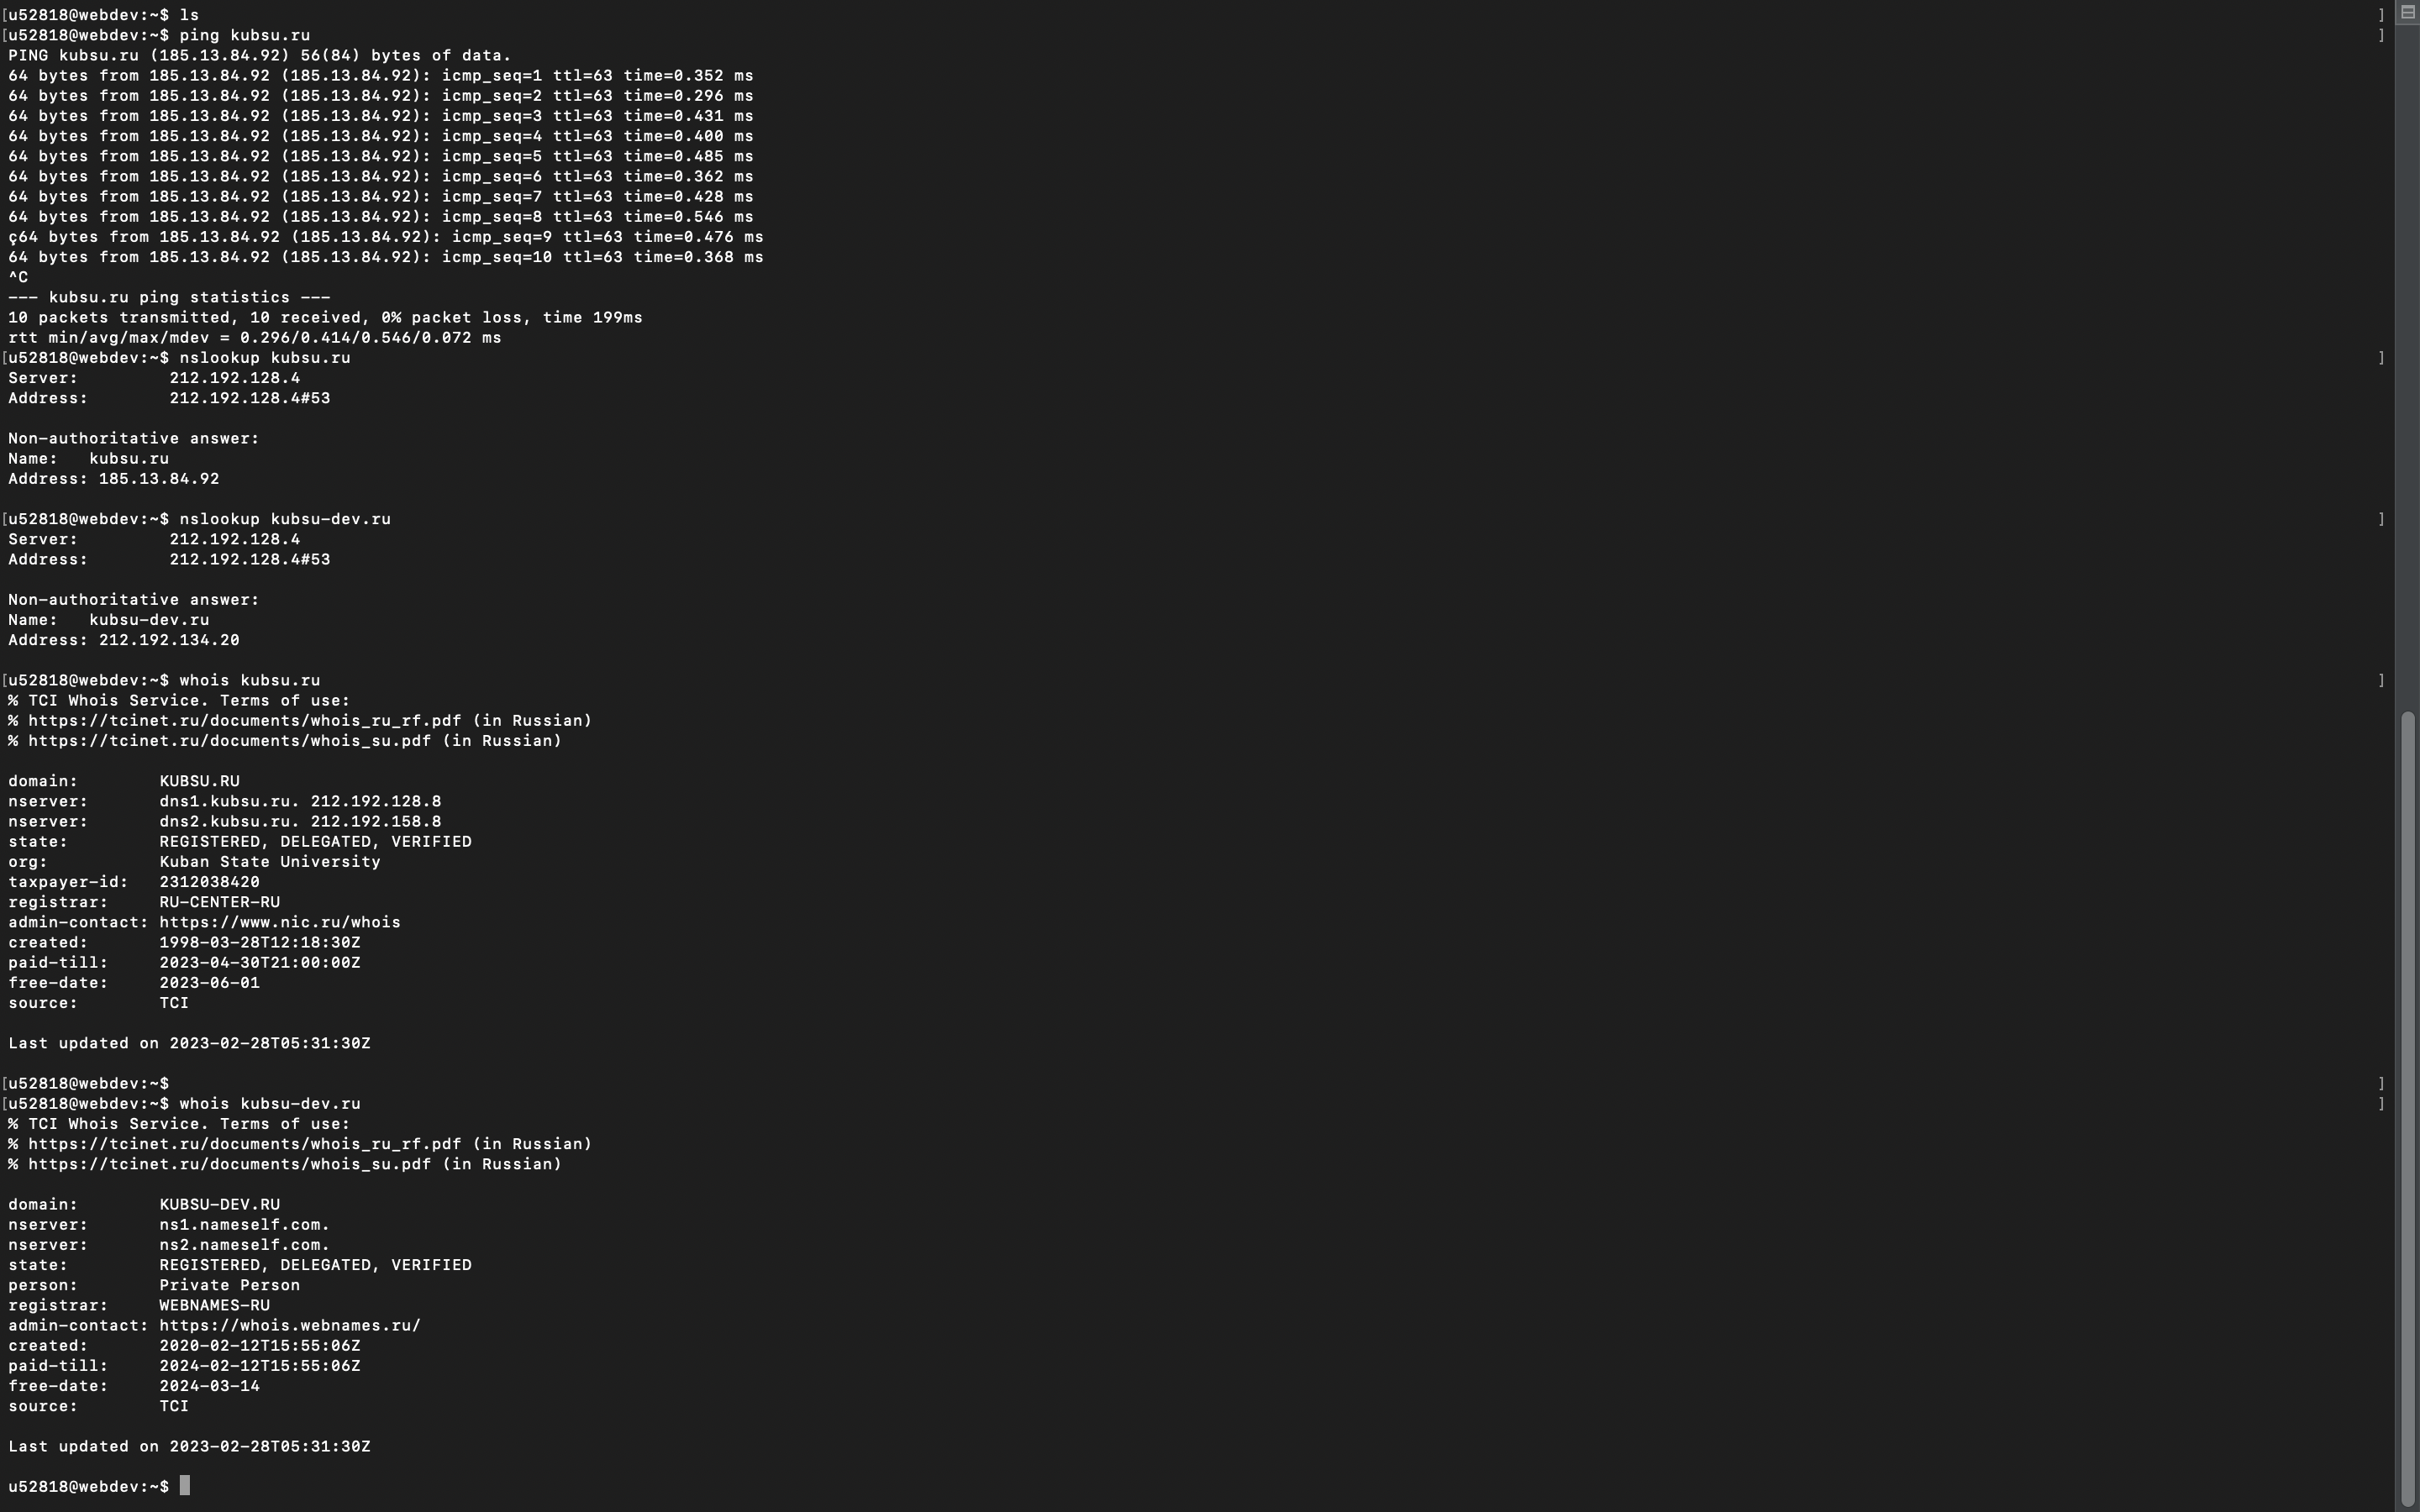 [u52818@webdev:~$ ls ]
[u52818@webdev:~$ ping kubsu.ru ]
PING kubsu.ru (185.13.84.92) 56(84) bytes of data.
64 bytes from 185.13.84.92 (185.13.84.92): icmp_seq=1 ttl=63 time=0.352 ms
64 bytes from 185.13.84.92 (185.13.84.92): icmp_seq=2 ttl=63 time=0.296 ms
64 bytes from 185.13.84.92 (185.13.84.92): icmp_seq=3 ttl=63 time=0.431 ms
64 bytes from 185.13.84.92 (185.13.84.92): icmp_seq=4 ttl=63 time=0.400 ms
64 bytes from 185.13.84.92 (185.13.84.92): icmp_seq=5 ttl=63 time=0.485 ms
64 bytes from 185.13.84.92 (185.13.84.92): icmp_seq=6 ttl=63 time=0.362 ms
64 bytes from 185.13.84.92 (185.13.84.92): icmp_seq=7 ttl=63 time=0.428 ms
64 bytes from 185.13.84.92 (185.13.84.92): icmp_seq=8 ttl=63 time=0.546 ms
ç64 bytes from 185.13.84.92 (185.13.84.92): icmp_seq=9 ttl=63 time=0.476 ms
64 bytes from 185.13.84.92 (185.13.84.92): icmp_seq=10 ttl=63 time=0.368 ms
^C
--- kubsu.ru ping statistics ---
10 packets transmitted, 10 received, 0% packet loss, time 199ms
rtt min/avg/max/mdev = 0.296/0.414/0.546/0.072 ms
[u52818@webdev:~$ nslookup kubsu.ru ]
Server: 212.192.128.4
Address: 212.192.128.4#53

Non-authoritative answer:
Name: kubsu.ru
Address: 185.13.84.92

[u52818@webdev:~$ nslookup kubsu-dev.ru ]
Server: 212.192.128.4
Address: 212.192.128.4#53

Non-authoritative answer:
Name: kubsu-dev.ru
Address: 212.192.134.20

[u52818@webdev:~$ whois kubsu.ru ]
% TCI Whois Service. Terms of use:
% https://tcinet.ru/documents/whois_ru_rf.pdf (in Russian)
% https://tcinet.ru/documents/whois_su.pdf (in Russian)

domain: KUBSU.RU
nserver: dns1.kubsu.ru. 212.192.128.8
nserver: dns2.kubsu.ru. 212.192.158.8
state: REGISTERED, DELEGATED, VERIFIED
org: Kuban State University
taxpayer-id: 2312038420
registrar: RU-CENTER-RU
admin-contact: https://www.nic.ru/whois
created: 1998-03-28T12:18:30Z
paid-till: 2023-04-30T21:00:00Z
free-date: 2023-06-01
source: TCI

Last updated on 2023-02-28T05:31:30Z

[u52818@webdev:~$ ]
[u52818@webdev:~$ whois kubsu-dev.ru ]
% TCI Whois Service. Terms of use:
% https://tcinet.ru/documents/whois_ru_rf.pdf (in Russian)
% https://tcinet.ru/documents/whois_su.pdf (in Russian)

domain: KUBSU-DEV.RU
nserver: ns1.nameself.com.
nserver: ns2.nameself.com.
state: REGISTERED, DELEGATED, VERIFIED
person: Private Person
registrar: WEBNAMES-RU
admin-contact: https://whois.webnames.ru/
created: 2020-02-12T15:55:06Z
paid-till: 2024-02-12T15:55:06Z
free-date: 2024-03-14
source: TCI

Last updated on 2023-02-28T05:31:30Z

u52818@webdev:~$